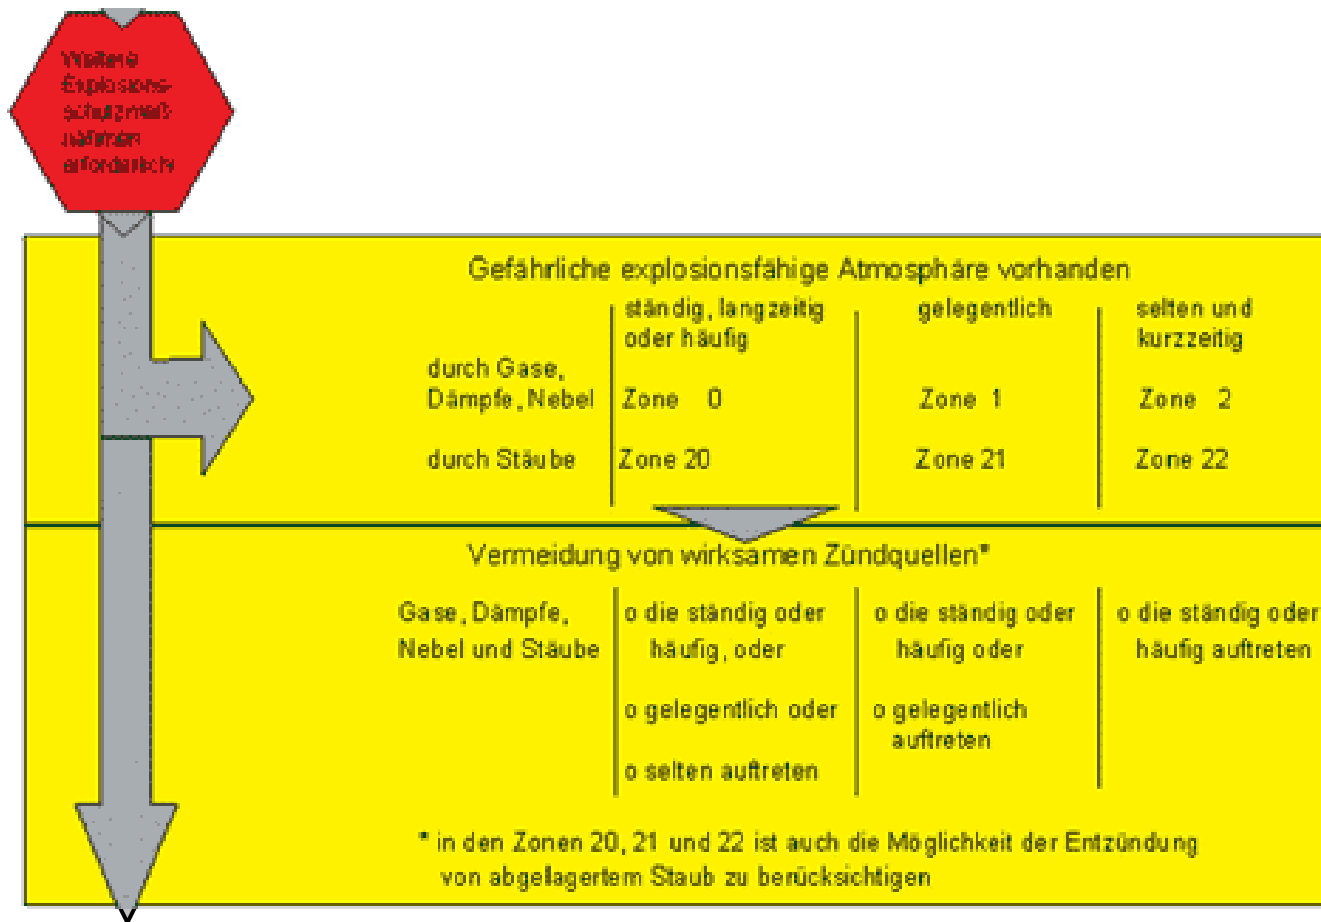 Weitere
Explosions-
schutzmaß-
nahmen
erforderlich!
Gefährliche explosionsfähige Atmosphäre vorhanden
ständig, langzeitig gelegentlich selten und
oder häufig kurzzeitig
durch Gase,
Dämpfe, Nebel Zone 0 Zone 1 Zone 2
durch Stäube Zone 20 Zone 21 Zone 22
Vermeidung von wirksamen Zündquellen*
Gase, Dämpfe, o die ständig oder o die ständig oder o die ständig oder
Nebel und Stäube häufig, oder häufig oder häufig auftreten
o gelegentlich oder o gelegentlich
auftreten
o selten auftreten
* in den Zonen 20, 21 und 22 ist auch die Möglichkeit der Entzündung
von abgelagertem Staub zu berücksichtigen